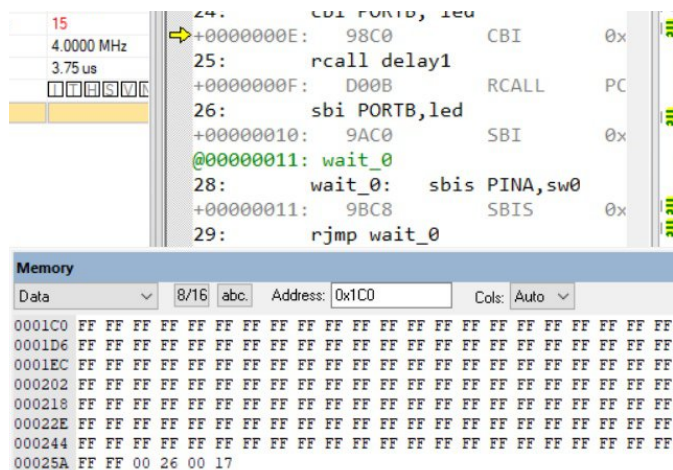 15
4.0000 MHz
3.75 us
I T H S V N
24: cbi PORTB, led
+0000000E: 98C0 CBI 0x
25: rcall delay1
+0000000F: D00B RCALL PC
26: sbi PORTB,led
+00000010: 9AC0 SBI 0x
@00000011: wait_0
28: wait_0: sbis PINA,sw0
+00000011: 9BC8 SBIS 0x
29: rjmp wait_0
Memory
Data 8/16 abc. Address: 0x1C0 Cols: Auto
0001C0 FF FF FF FF FF FF FF FF FF FF FF FF FF FF FF FF FF FF FF FF FF FF
0001D6 FF FF FF FF FF FF FF FF FF FF FF FF FF FF FF FF FF FF FF FF FF FF
0001EC FF FF FF FF FF FF FF FF FF FF FF FF FF FF FF FF FF FF FF FF FF FF
000202 FF FF FF FF FF FF FF FF FF FF FF FF FF FF FF FF FF FF FF FF FF FF
000218 FF FF FF FF FF FF FF FF FF FF FF FF FF FF FF FF FF FF FF FF FF FF
00022E FF FF FF FF FF FF FF FF FF FF FF FF FF FF FF FF FF FF FF FF FF FF
000244 FF FF FF FF FF FF FF FF FF FF FF FF FF FF FF FF FF FF FF FF FF FF
00025A FF FF 00 26 00 17